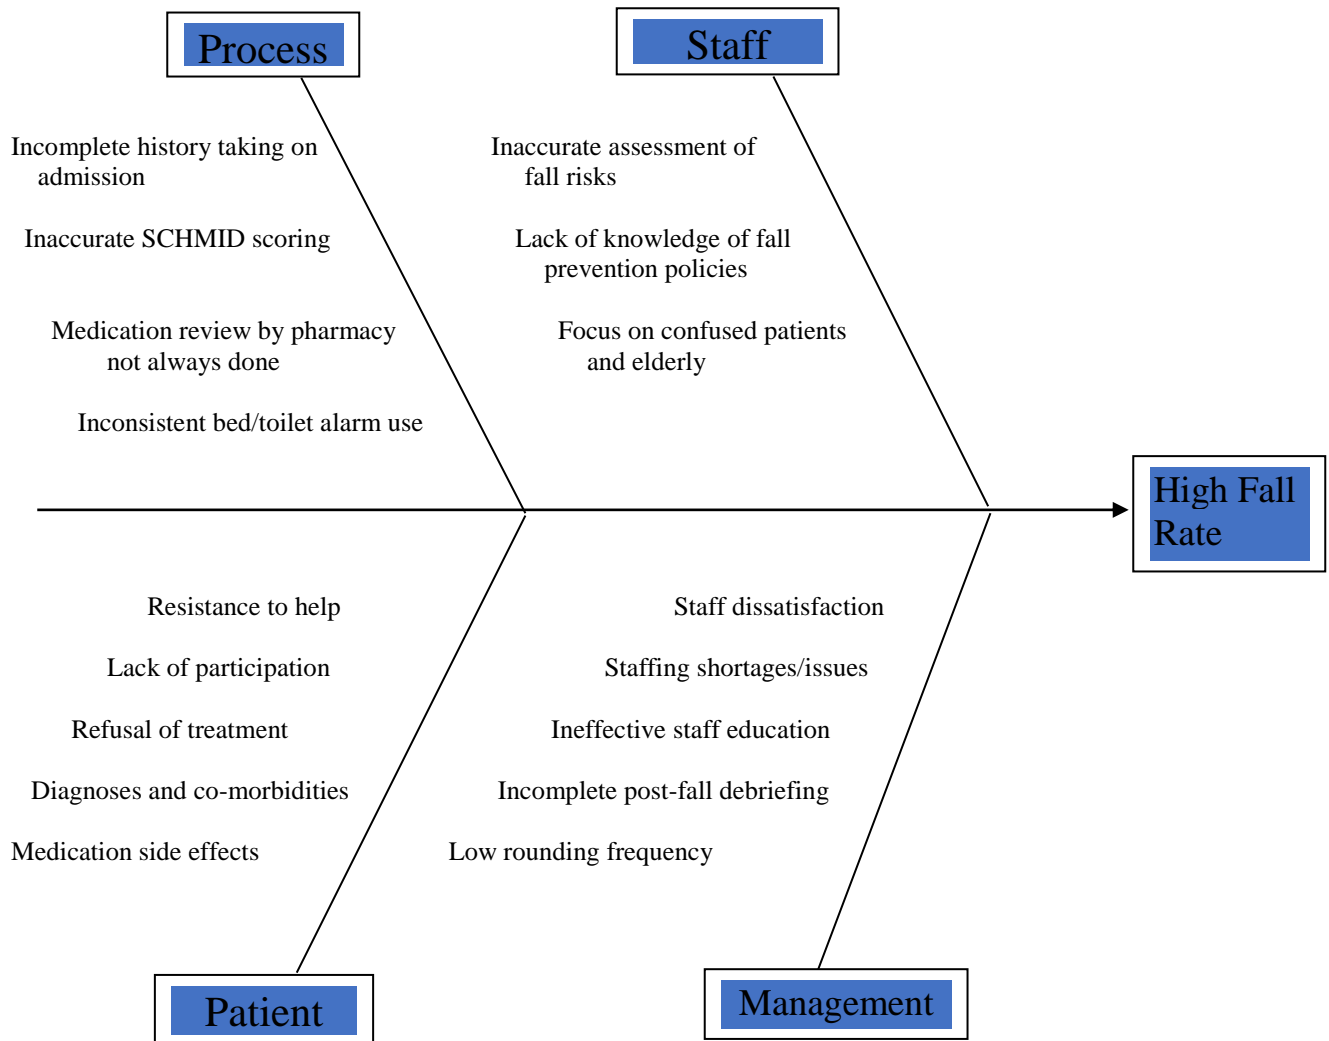 Process
Staff
Incomplete history taking on
admission
Inaccurate SCHMID scoring
Medication review by pharmacy
not always done
Inconsistent bed/toilet alarm use
Inaccurate assessment of
fall risks
Lack of knowledge of fall
prevention policies
Focus on confused patients
and elderly
High Fall
Rate
Resistance to help
Lack of participation
Refusal of treatment
Diagnoses and co-morbidities
Medication side effects
Staff dissatisfaction
Staffing shortages/issues
Ineffective staff education
Incomplete post-fall debriefing
Low rounding frequency
Patient
Management